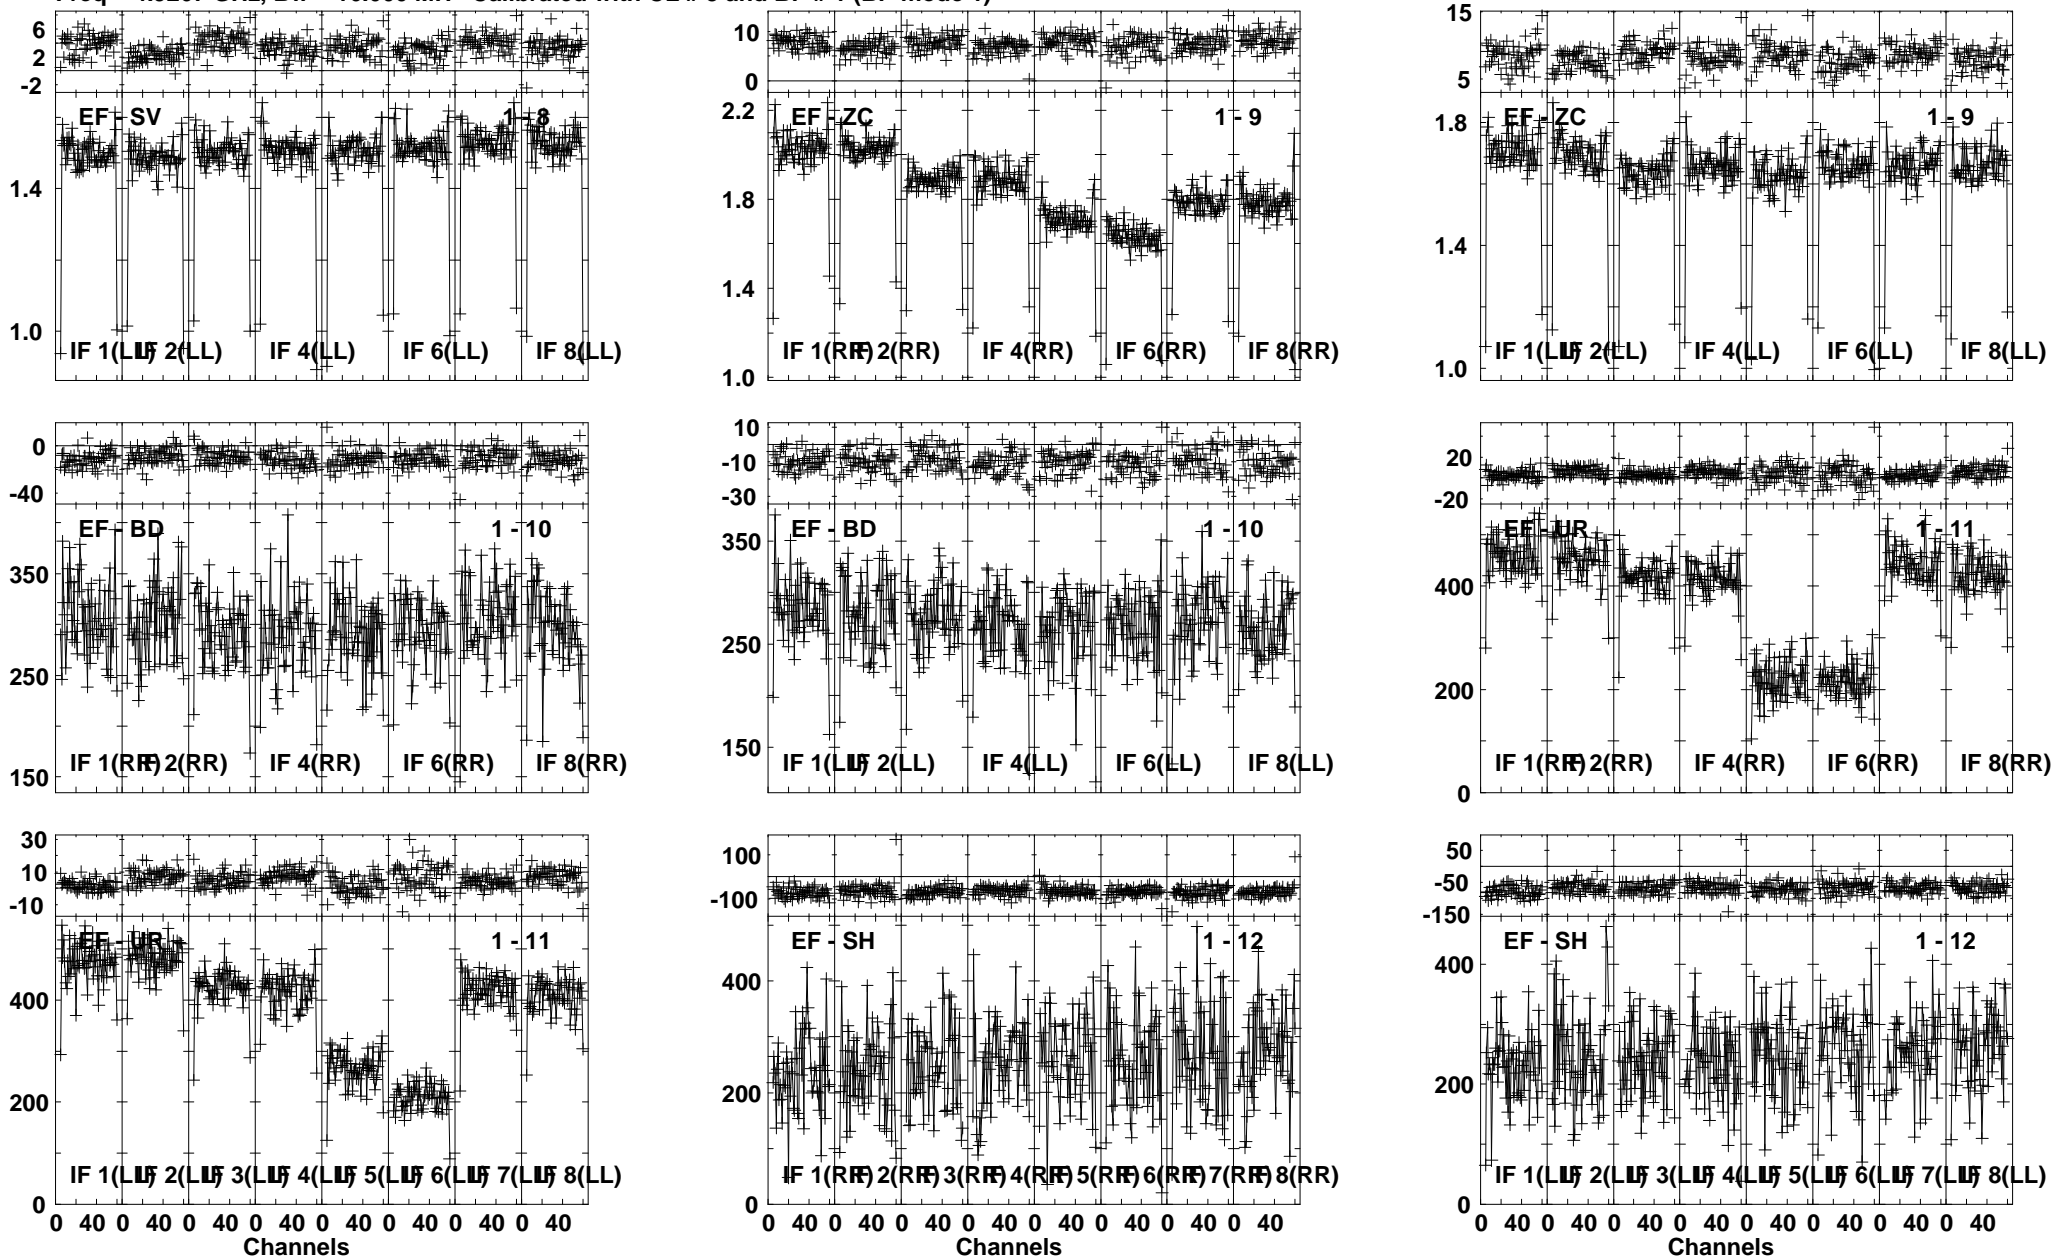 6
2
-2
EF - SV
1 - 8
1.4
1.0
IF 1(LL)
IF 2(LL)
IF 4(LL)
IF 6(LL)
IF 8(LL)
10
0
2.2
EF - ZC
1 - 9
1.8
1.4
1.0
IF 1(RR)
IF 2(RR)
IF 4(RR)
IF 6(RR)
IF 8(RR)
15
5
1.8
EF - ZC
1 - 9
1.4
1.0
IF 1(LL)
IF 2(LL)
IF 4(LL)
IF 6(LL)
IF 8(LL)
0
-40
EF - BD
1 - 10
350
250
150
IF 1(RR)
IF 2(RR)
IF 4(RR)
IF 6(RR)
IF 8(RR)
10
-10
-30
EF - BD
1 - 10
350
250
150
IF 1(LL)
IF 2(LL)
IF 4(LL)
IF 6(LL)
IF 8(LL)
20
-20
EF - UR
1 - 11
400
200
0
IF 1(RR)
IF 2(RR)
IF 4(RR)
IF 6(RR)
IF 8(RR)
30
10
-10
EF - UR
1 - 11
400
200
0
IF 1(LL)
IF 2(LL)
IF 3(LL)
IF 4(LL)
IF 5(LL)
IF 6(LL)
IF 7(LL)
IF 8(LL)
0 40 0 40 0 40 0 40 0 40 0 40 0 40 0 40
Channels
100
-100
EF - SH
1 - 12
400
200
0
IF 1(RR)
IF 2(RR)
IF 3(RR)
IF 4(RR)
IF 5(RR)
IF 6(RR)
IF 7(RR)
IF 8(RR)
0 40 0 40 0 40 0 40 0 40 0 40 0 40 0 40
Channels
50
-50
-150
EF - SH
1 - 12
400
200
0
IF 1(LL)
IF 2(LL)
IF 3(LL)
IF 4(LL)
IF 5(LL)
IF 6(LL)
IF 7(LL)
IF 8(LL)
0 40 0 40 0 40 0 40 0 40 0 40 0 40 0 40
Channels